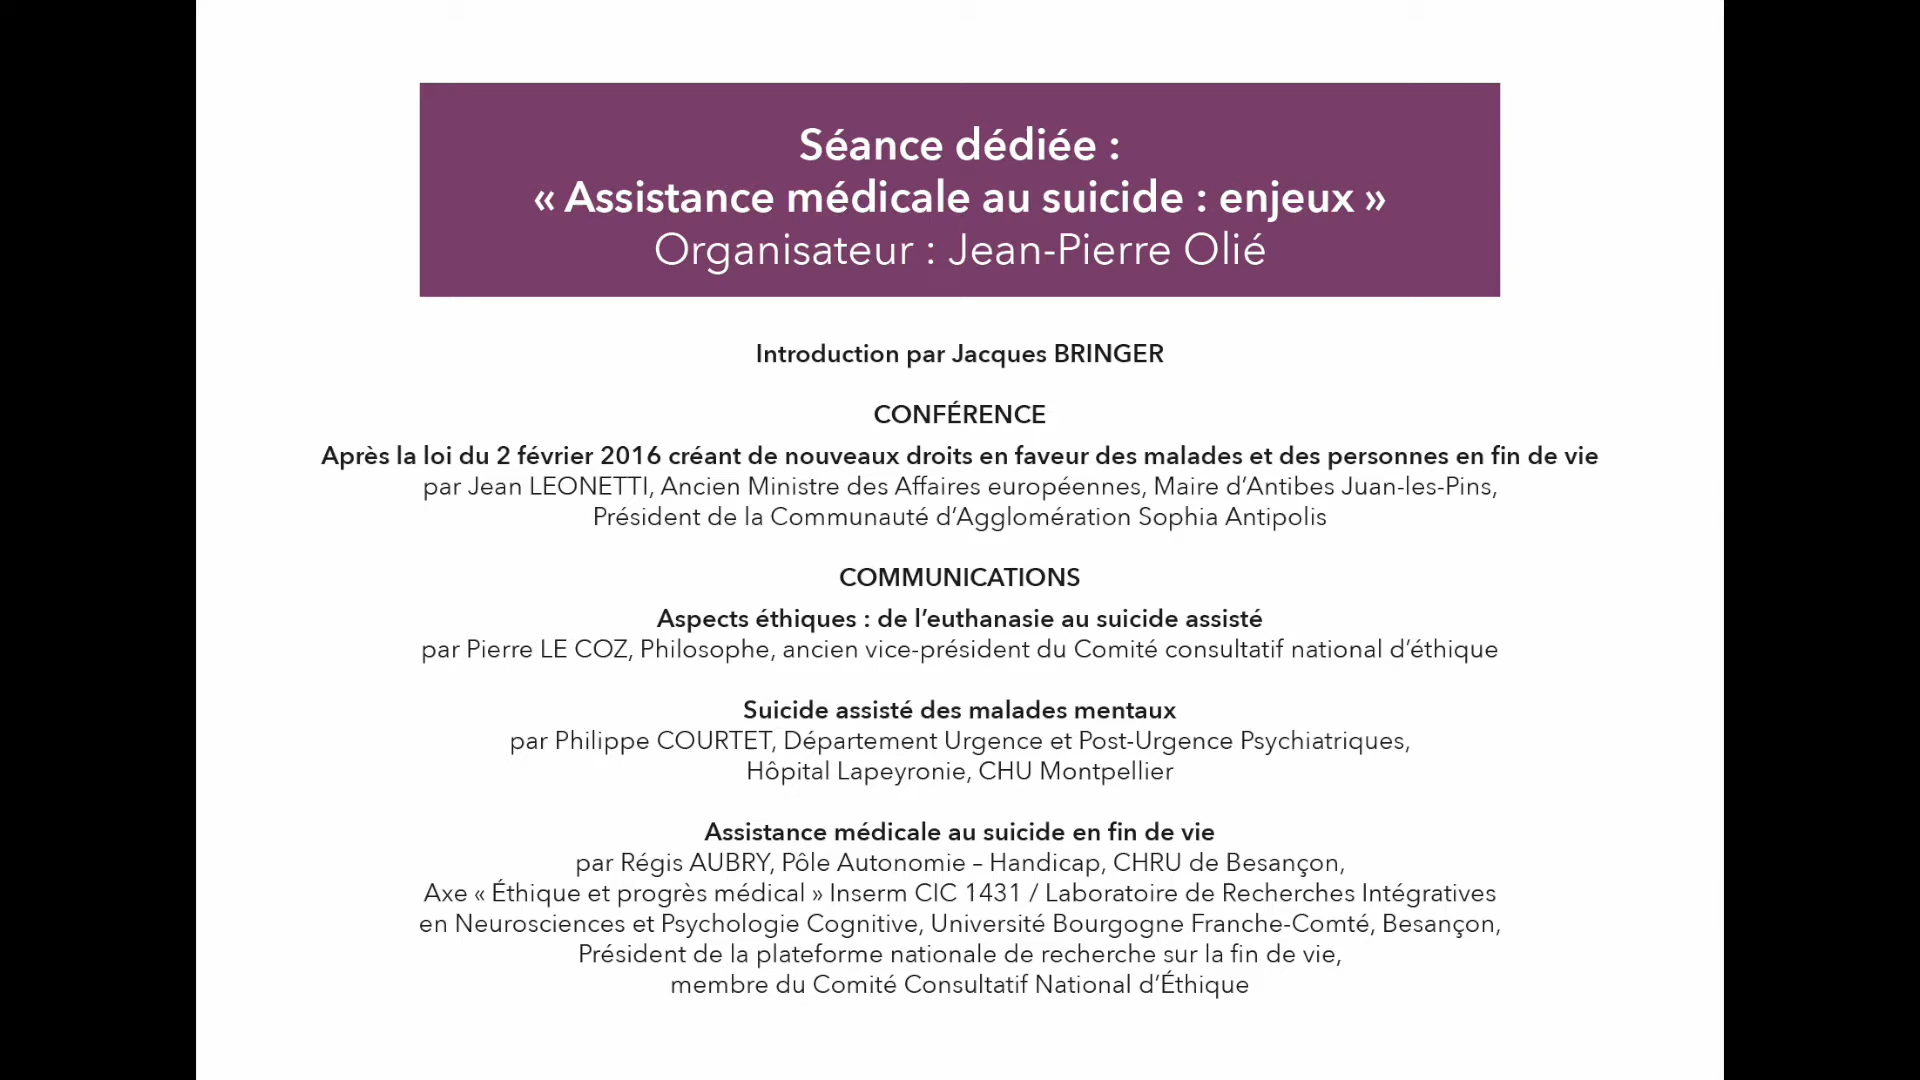 Séance dédiée :
« Assistance médicale au suicide : enjeux »
Organisateur : Jean-Pierre Olié
Introduction par Jacques BRINGER
CONFÉRENCE
Après la loi du 2 février 2016 créant de nouveaux droits en faveur des malades et des personnes en fin de vie
par Jean LEONETTI, Ancien Ministre des Affaires européennes, Maire d’Antibes Juan-les-Pins,
Président de la Communauté d’Agglomération Sophia Antipolis
COMMUNICATIONS
Aspects éthiques : de l’euthanasie au suicide assisté
par Pierre LE COZ, Philosophe, ancien vice-président du Comité consultatif national d’éthique
Suicide assisté des malades mentaux
par Philippe COURTET, Département Urgence et Post-Urgence Psychiatriques,
Hôpital Lapeyronie, CHU Montpellier
Assistance médicale au suicide en fin de vie
par Régis AUBRY, Pôle Autonomie – Handicap, CHRU de Besançon,
Axe « Éthique et progrès médical » Inserm CIC 1431 / Laboratoire de Recherches Intégratives
en Neurosciences et Psychologie Cognitive, Université Bourgogne Franche-Comté, Besançon,
Président de la plateforme nationale de recherche sur la fin de vie,
membre du Comité Consultatif National d’Éthique